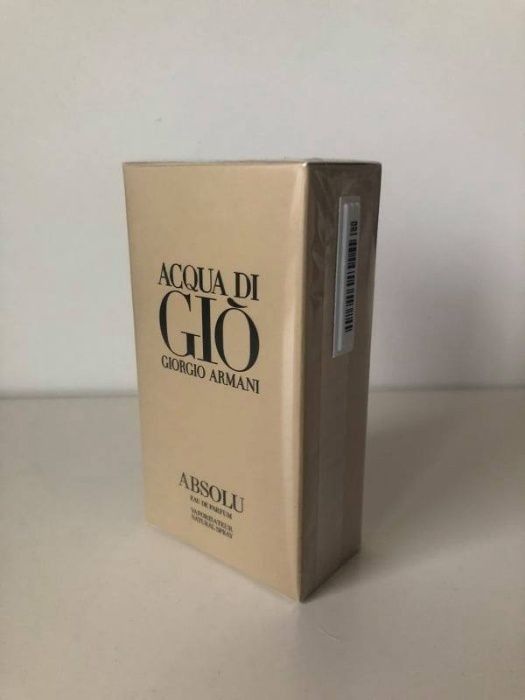 ACQUA DI
GIÒ
GIORGIO ARMANI
ABSOLU
EAU DE PARFUM
VAPORISATEUR
NATURAL SPRAY